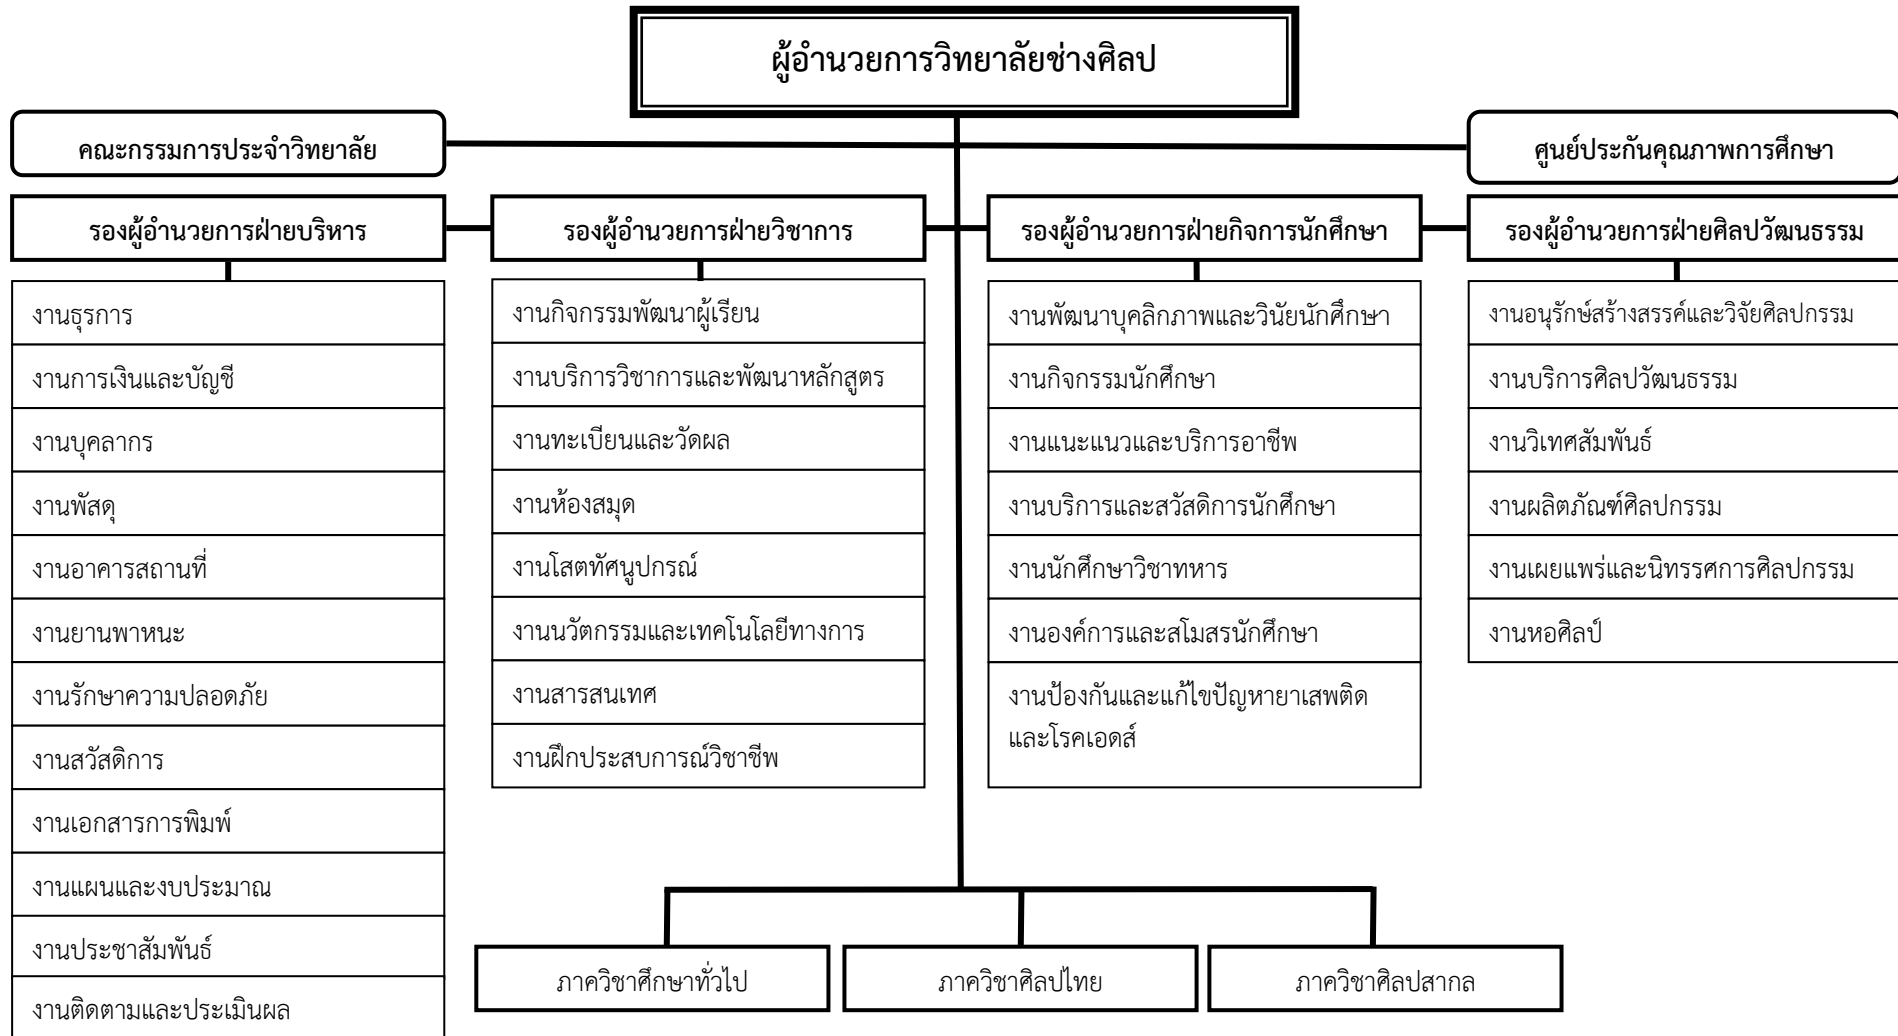 ผู้อำนวยการวิทยาลัยช่างศิลป
คณะกรรมการประจำวิทยาลัย
ศูนย์ประกันคุณภาพการศึกษา
รองผู้อำนวยการฝ่ายบริหาร
งานธุรการ
งานการเงินและบัญชี
งานบุคลากร
งานพัสดุ
งานอาคารสถานที่
งานยานพาหนะ
งานรักษาความปลอดภัย
งานสวัสดิการ
งานเอกสารการพิมพ์
งานแผนและงบประมาณ
งานประชาสัมพันธ์
งานติดตามและประเมินผล
รองผู้อำนวยการฝ่ายวิชาการ
งานกิจกรรมพัฒนาผู้เรียน
งานบริการวิชาการและพัฒนาหลักสูตร
งานทะเบียนและวัดผล
งานห้องสมุด
งานโสตทัศนูปกรณ์
งานนวัตกรรมและเทคโนโลยีทางการ
งานสารสนเทศ
งานฝึกประสบการณ์วิชาชีพ
รองผู้อำนวยการฝ่ายกิจการนักศึกษา
งานพัฒนาบุคลิกภาพและวินัยนักศึกษา
งานกิจกรรมนักศึกษา
งานแนะแนวและบริการอาชีพ
งานบริการและสวัสดิการนักศึกษา
งานนักศึกษาวิชาทหาร
งานองค์การและสโมสรนักศึกษา
งานป้องกันและแก้ไขปัญหายาเสพติด
และโรคเอดส์
รองผู้อำนวยการฝ่ายศิลปวัฒนธรรม
งานอนุรักษ์สร้างสรรค์และวิจัยศิลปกรรม
งานบริการศิลปวัฒนธรรม
งานวิเทศสัมพันธ์
งานผลิตภัณฑ์ศิลปกรรม
งานเผยแพร่และนิทรรศการศิลปกรรม
งานหอศิลป์
ภาควิชาศึกษาทั่วไป
ภาควิชาศิลปไทย
ภาควิชาศิลปสากล